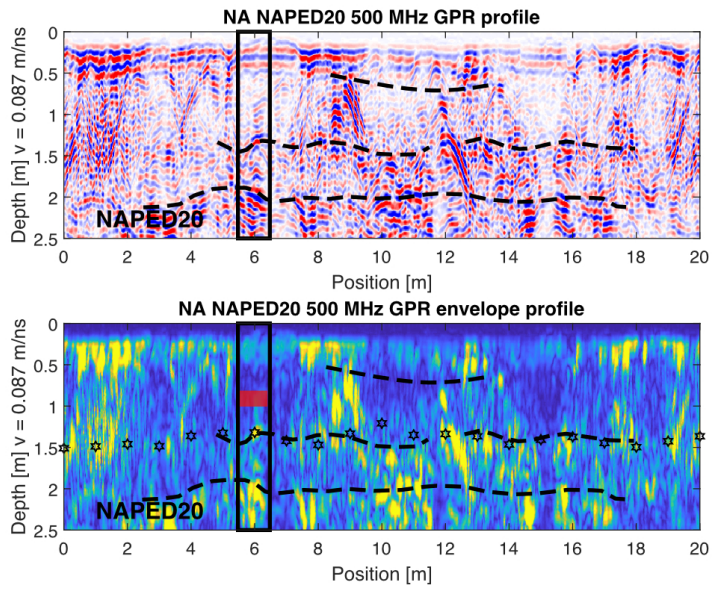 NA NAPED20 500 MHz GPR profile
0
0.5
1
1.5
2
2.5
Depth [m] v = 0.087 m/ns
NAPED20
0 2 4 6 8 10 12 14 16 18 20
Position [m]
NA NAPED20 500 MHz GPR envelope profile
0
0.5
1
1.5
2
2.5
Depth [m] v = 0.087 m/ns
NAPED20
0 2 4 6 8 10 12 14 16 18 20
Position [m]